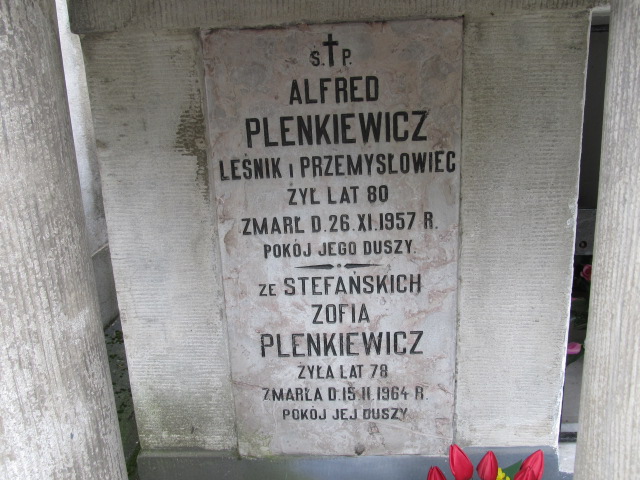 Ś. † P.
ALFRED
PLENKIEWICZ
LEŚNIK I PRZEMYSŁOWIEC
ŻYŁ LAT 80
ZMARŁ D. 26. XI. 1957 R.
POKÓJ JEGO DUSZY.
ZE STEFAŃSKICH
ZOFIA
PLENKIEWICZ
ŻYŁA LAT 78
ZMARŁA D. 15 II. 1964 R.
POKÓJ JEJ DUSZY